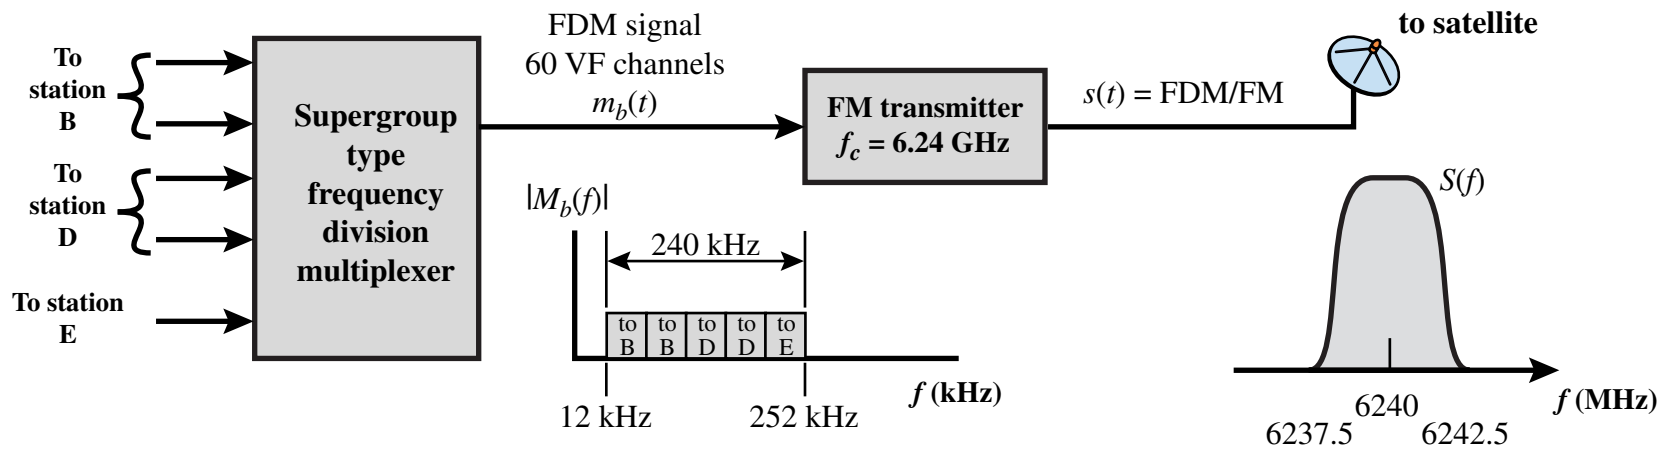 To
station
B
To
station
D
To station
E
Supergroup
type
frequency
division
multiplexer
FDM signal
60 VF channels
m_b(t)
FM transmitter
f_c = 6.24 GHz
s(t) = FDM/FM
to satellite
|M_b(f)|
240 kHz
to to to to to
B B D D E
12 kHz
252 kHz
f (kHz)
S(f)
6240
6237.5
6242.5
f (MHz)